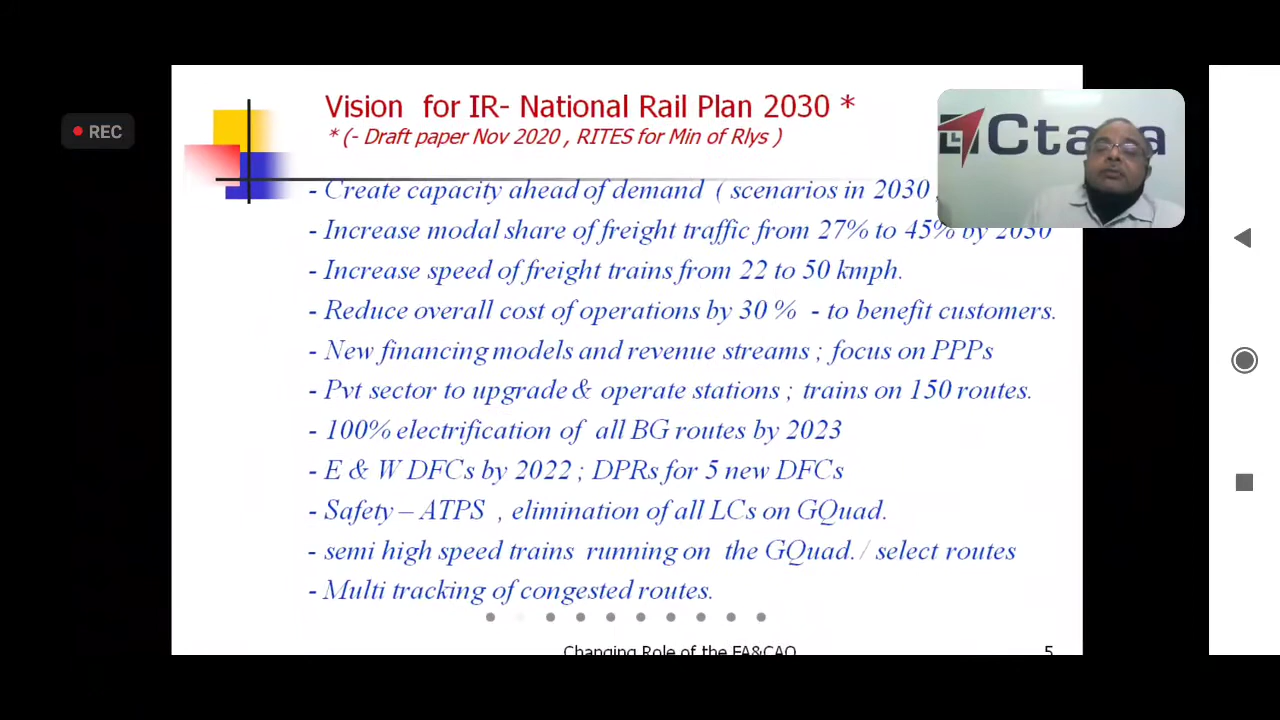 REC
Vision for IR- National Rail Plan 2030 *
* (- Draft paper Nov 2020 , RITES for Min of Rlys )
- Create capacity ahead of demand ( scenarios in 2030
- Increase modal share of freight traffic from 27% to 45% by 2030
- Increase speed of freight trains from 22 to 50 kmph.
- Reduce overall cost of operations by 30 % - to benefit customers.
- New financing models and revenue streams ; focus on PPPs
- Pvt sector to upgrade & operate stations ; trains on 150 routes.
- 100% electrification of all BG routes by 2023
- E & W DFCs by 2022 ; DPRs for 5 new DFCs
- Safety – ATPS , elimination of all LCs on GQuad.
- semi high speed trains running on the GQuad. / select routes
- Multi tracking of congested routes.
Changing Role of the FA&CAO
5